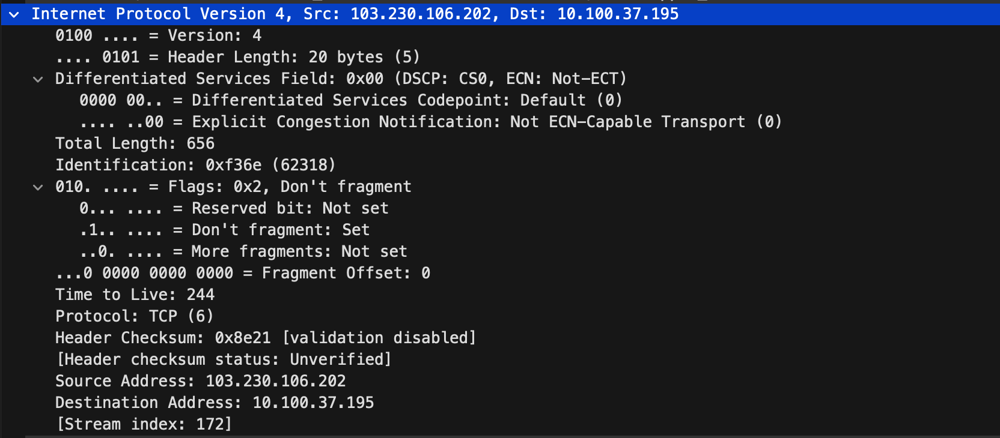 Internet Protocol Version 4, Src: 103.230.106.202, Dst: 10.100.37.195
0100 .... = Version: 4
.... 0101 = Header Length: 20 bytes (5)
Differentiated Services Field: 0x00 (DSCP: CS0, ECN: Not-ECT)
0000 00.. = Differentiated Services Codepoint: Default (0)
.... ..00 = Explicit Congestion Notification: Not ECN-Capable Transport (0)
Total Length: 656
Identification: 0xf36e (62318)
010. .... = Flags: 0x2, Don't fragment
0... .... = Reserved bit: Not set
.1.. .... = Don't fragment: Set
..0. .... = More fragments: Not set
...0 0000 0000 0000 = Fragment Offset: 0
Time to Live: 244
Protocol: TCP (6)
Header Checksum: 0x8e21 [validation disabled]
[Header checksum status: Unverified]
Source Address: 103.230.106.202
Destination Address: 10.100.37.195
[Stream index: 172]